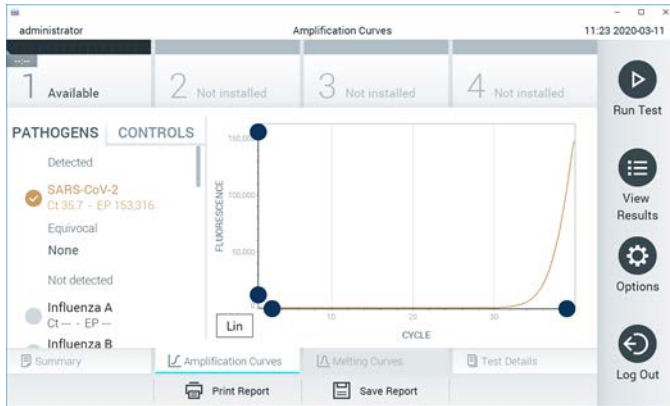 administrator
Amplification Curves
11:23 2020-03-11
--:--
1 Available
2 Not installed
3 Not installed
4 Not installed
Run Test
View
Results
Options
Log Out
PATHOGENS
CONTROLS
Detected
SARS-CoV-2
Ct 35.7 - EP 153,316
Equivocal
None
Not detected
Influenza A
Ct --- - EP ---
Influenza B
FLUORESCENCE
150,000
100,000
50,000
0
10
20
30
CYCLE
Lin
Summary
Amplification Curves
Melting Curves
Test Details
Print Report
Save Report